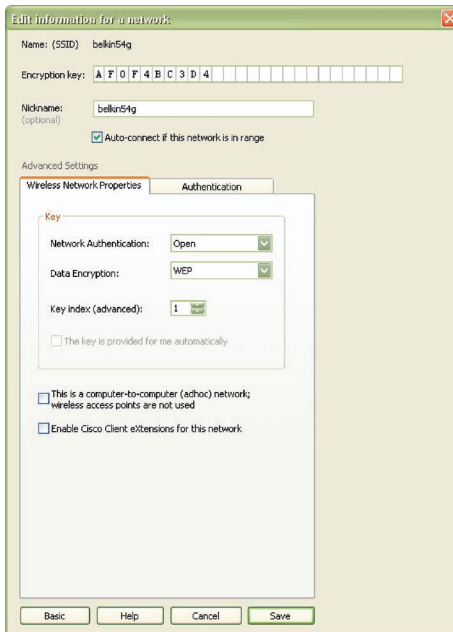 Edit information for a network
Name: (SSID) belkin54g
Encryption key: A F 0 F 4 B C 3 D 4
Nickname: belkin54g
(optional)
Auto-connect if this network is in range
Advanced Settings
Wireless Network Properties Authentication
Key
Network Authentication: Open
Data Encryption: WEP
Key index (advanced): 1
The key is provided for me automatically
This is a computer-to-computer (adhoc) network;
wireless access points are not used
Enable Cisco Client eXtensions for this network
Basic Help Cancel Save